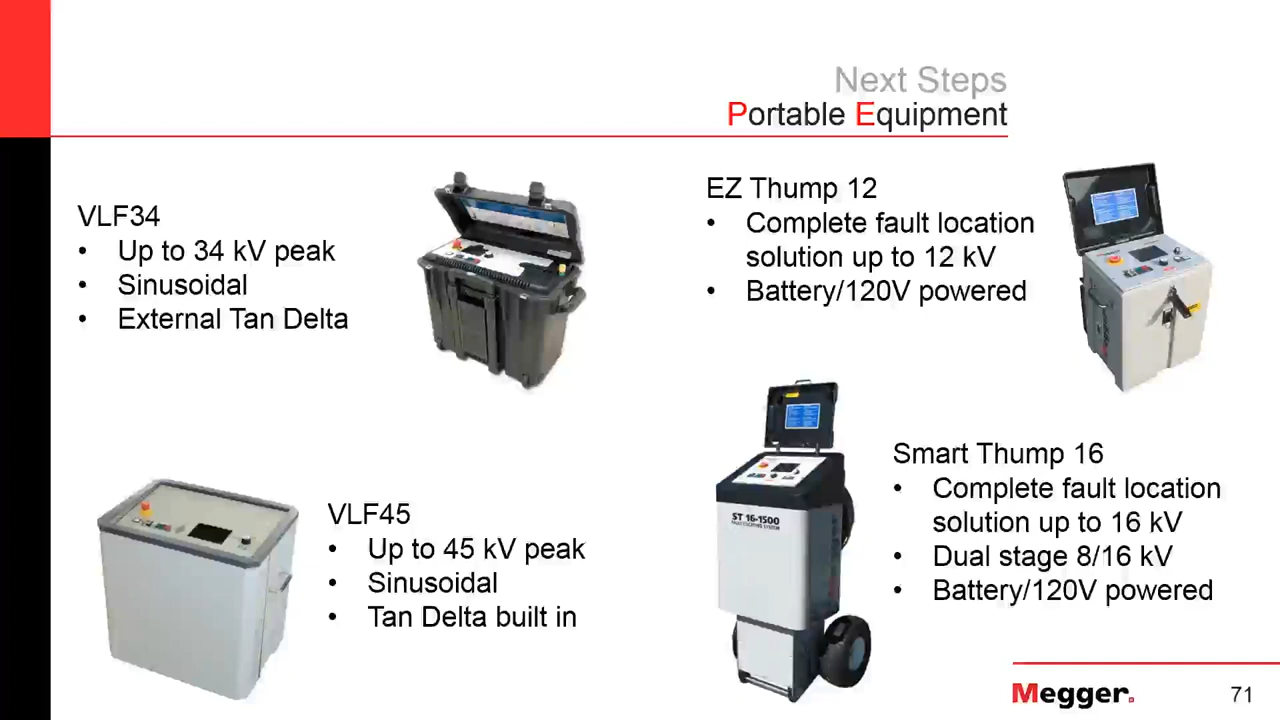 Next Steps
Portable Equipment
VLF34
• Up to 34 kV peak
• Sinusoidal
• External Tan Delta
EZ Thump 12
• Complete fault location
solution up to 12 kV
• Battery/120V powered
VLF45
• Up to 45 kV peak
• Sinusoidal
• Tan Delta built in
ST 16-1500
Smart Thump 16
• Complete fault location
solution up to 16 kV
• Dual stage 8/16 kV
• Battery/120V powered
Megger.
71